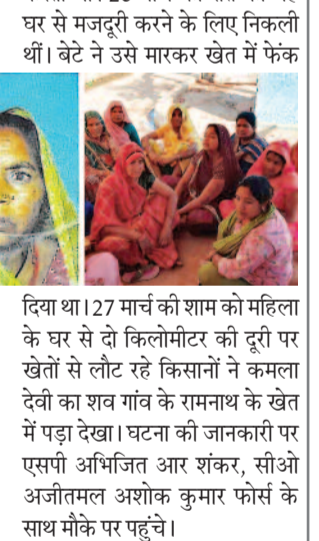 घर से मजदूरी करने के लिए निकली
थीं। बेटे ने उसे मारकर खेत में फेंक
दिया था। 27 मार्च की शाम को महिला
के घर से दो किलोमीटर की दूरी पर
खेतों से लौट रहे किसानों ने कमला
देवी का शव गांव के रामनाथ के खेत
में पड़ा देखा। घटना की जानकारी पर
एसपी अभिजित आर शंकर, सीओ
अजीतमल अशोक कुमार फोर्स के
साथ मौके पर पहुंचे।